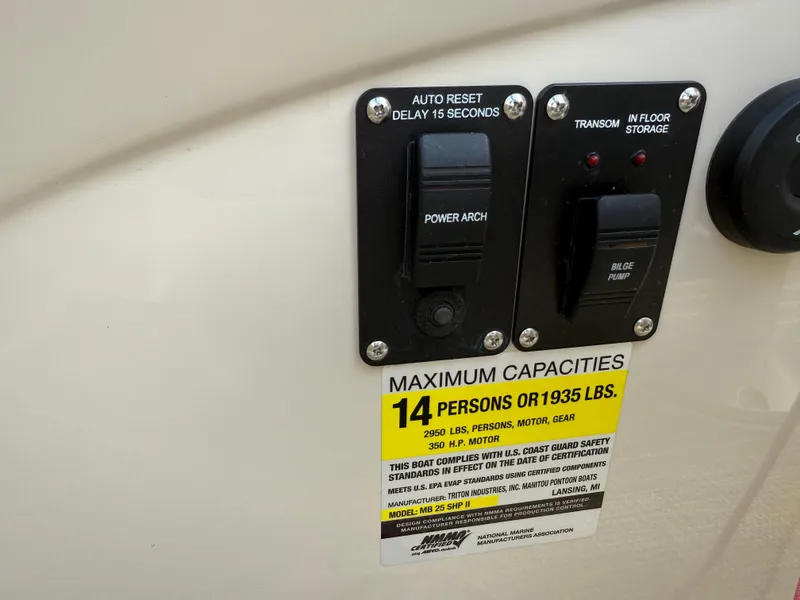 AUTO RESET
DELAY 15 SECONDS
POWER ARCH
TRANSOM
IN FLOOR
STORAGE
BILGE
PUMP
MAXIMUM CAPACITIES
14 PERSONS OR 1935 LBS.
2950 LBS, PERSONS, MOTOR, GEAR
350 H.P. MOTOR
THIS BOAT COMPLIES WITH U.S. COAST GUARD SAFETY
STANDARDS IN EFFECT ON THE DATE OF CERTIFICATION
MEETS U.S. EPA EVAP STANDARDS USING CERTIFIED COMPONENTS
MANUFACTURER: TRITON INDUSTRIES, INC. MANITOU PONTOON BOATS
LANSING, MI
MODEL: MB 25 SHP II
DESIGN COMPLIANCE WITH NMMA REQUIREMENTS IS VERIFIED.
MANUFACTURER RESPONSIBLE FOR PRODUCTION CONTROL.
NMMA
CERTIFIED
NATIONAL MARINE
MANUFACTURERS ASSOCIATION